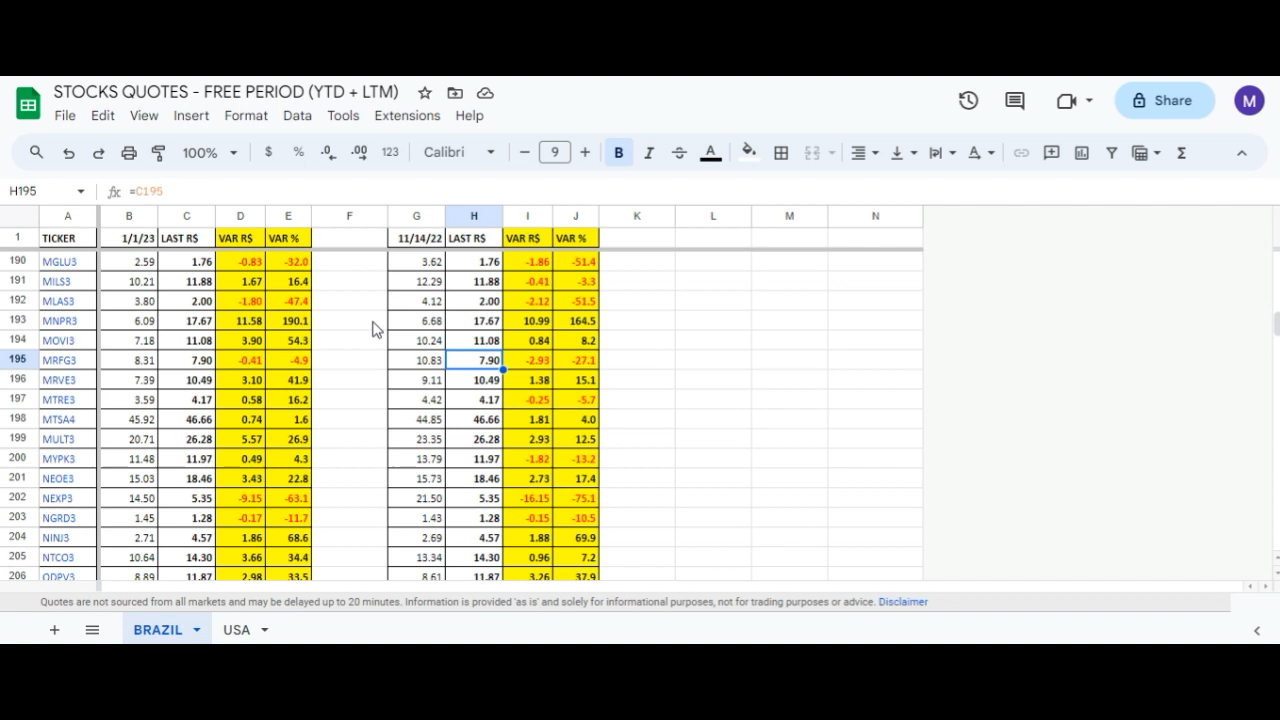 STOCKS QUOTES - FREE PERIOD (YTD + LTM)
File Edit View Insert Format Data Tools Extensions Help
Share M
100% $ % .0 .00 123 Calibri - 9 + B I A Σ
H195 fx =C195
A B C D E F G H I J K L M N
1 TICKER 1/1/23 LAST R$ VAR R$ VAR % 11/14/22 LAST R$ VAR R$ VAR %
190 MGLU3 2.59 1.76 -0.83 -32.0 3.62 1.76 -1.86 -51.4
191 MILS3 10.21 11.88 1.67 16.4 12.29 11.88 -0.41 -3.3
192 MLAS3 3.80 2.00 -1.80 -47.4 4.12 2.00 -2.12 -51.5
193 MNPR3 6.09 17.67 11.58 190.1 6.68 17.67 10.99 164.5
194 MOVI3 7.18 11.08 3.90 54.3 10.24 11.08 0.84 8.2
195 MRFG3 8.31 7.90 -0.41 -4.9 10.83 7.90 -2.93 -27.1
196 MRVE3 7.39 10.49 3.10 41.9 9.11 10.49 1.38 15.1
197 MTRE3 3.59 4.17 0.58 16.2 4.42 4.17 -0.25 -5.7
198 MTSA4 45.92 46.66 0.74 1.6 44.85 46.66 1.81 4.0
199 MULT3 20.71 26.28 5.57 26.9 23.35 26.28 2.93 12.5
200 MYPK3 11.48 11.97 0.49 4.3 13.79 11.97 -1.82 -13.2
201 NEOE3 15.03 18.46 3.43 22.8 15.73 18.46 2.73 17.4
202 NEXP3 14.50 5.35 -9.15 -63.1 21.50 5.35 -16.15 -75.1
203 NGRD3 1.45 1.28 -0.17 -11.7 1.43 1.28 -0.15 -10.5
204 NINJ3 2.71 4.57 1.86 68.6 2.69 4.57 1.88 69.9
205 NTCO3 10.64 14.30 3.66 34.4 13.34 14.30 0.96 7.2
206 ODPV3 8.89 11.87 2.98 33.5 8.61 11.87 3.26 37.9
Quotes are not sourced from all markets and may be delayed up to 20 minutes. Information is provided 'as is' and solely for informational purposes, not for trading purposes or advice. Disclaimer
+ BRAZIL USA